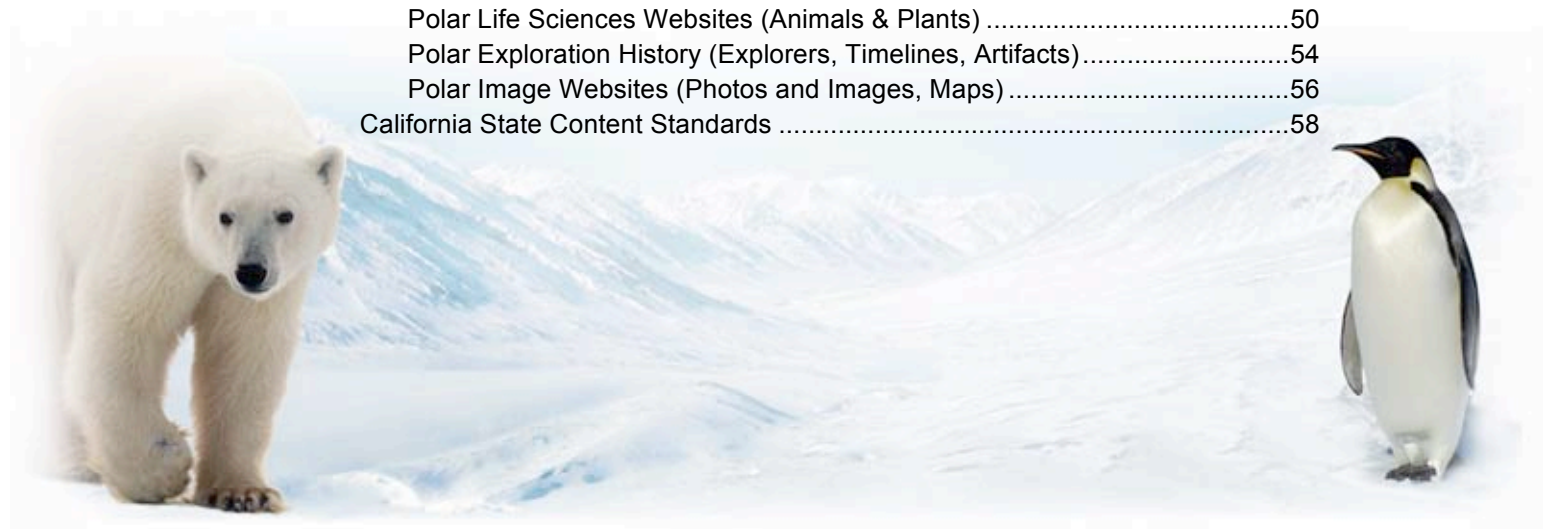 Polar Life Sciences Websites (Animals & Plants) ..........................................50
Polar Exploration History (Explorers, Timelines, Artifacts)...............................54
Polar Image Websites (Photos and Images, Maps) .......................................56
California State Content Standards .....................................................................58